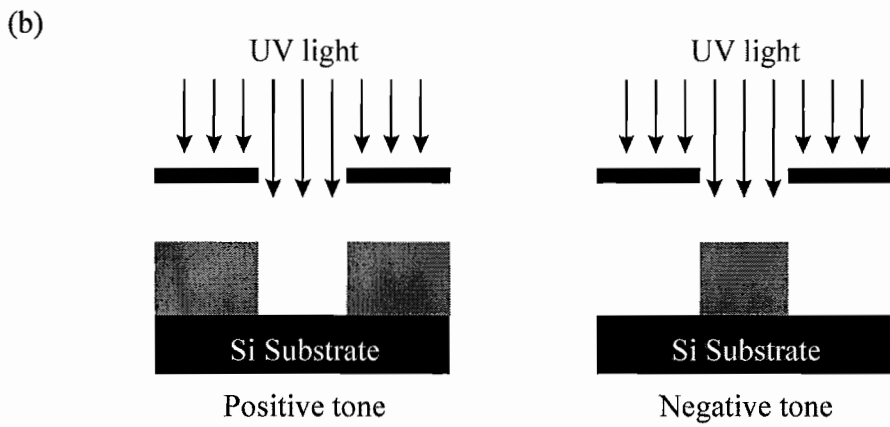 (b)
UV light
UV light
Si Substrate
Si Substrate
Positive tone
Negative tone